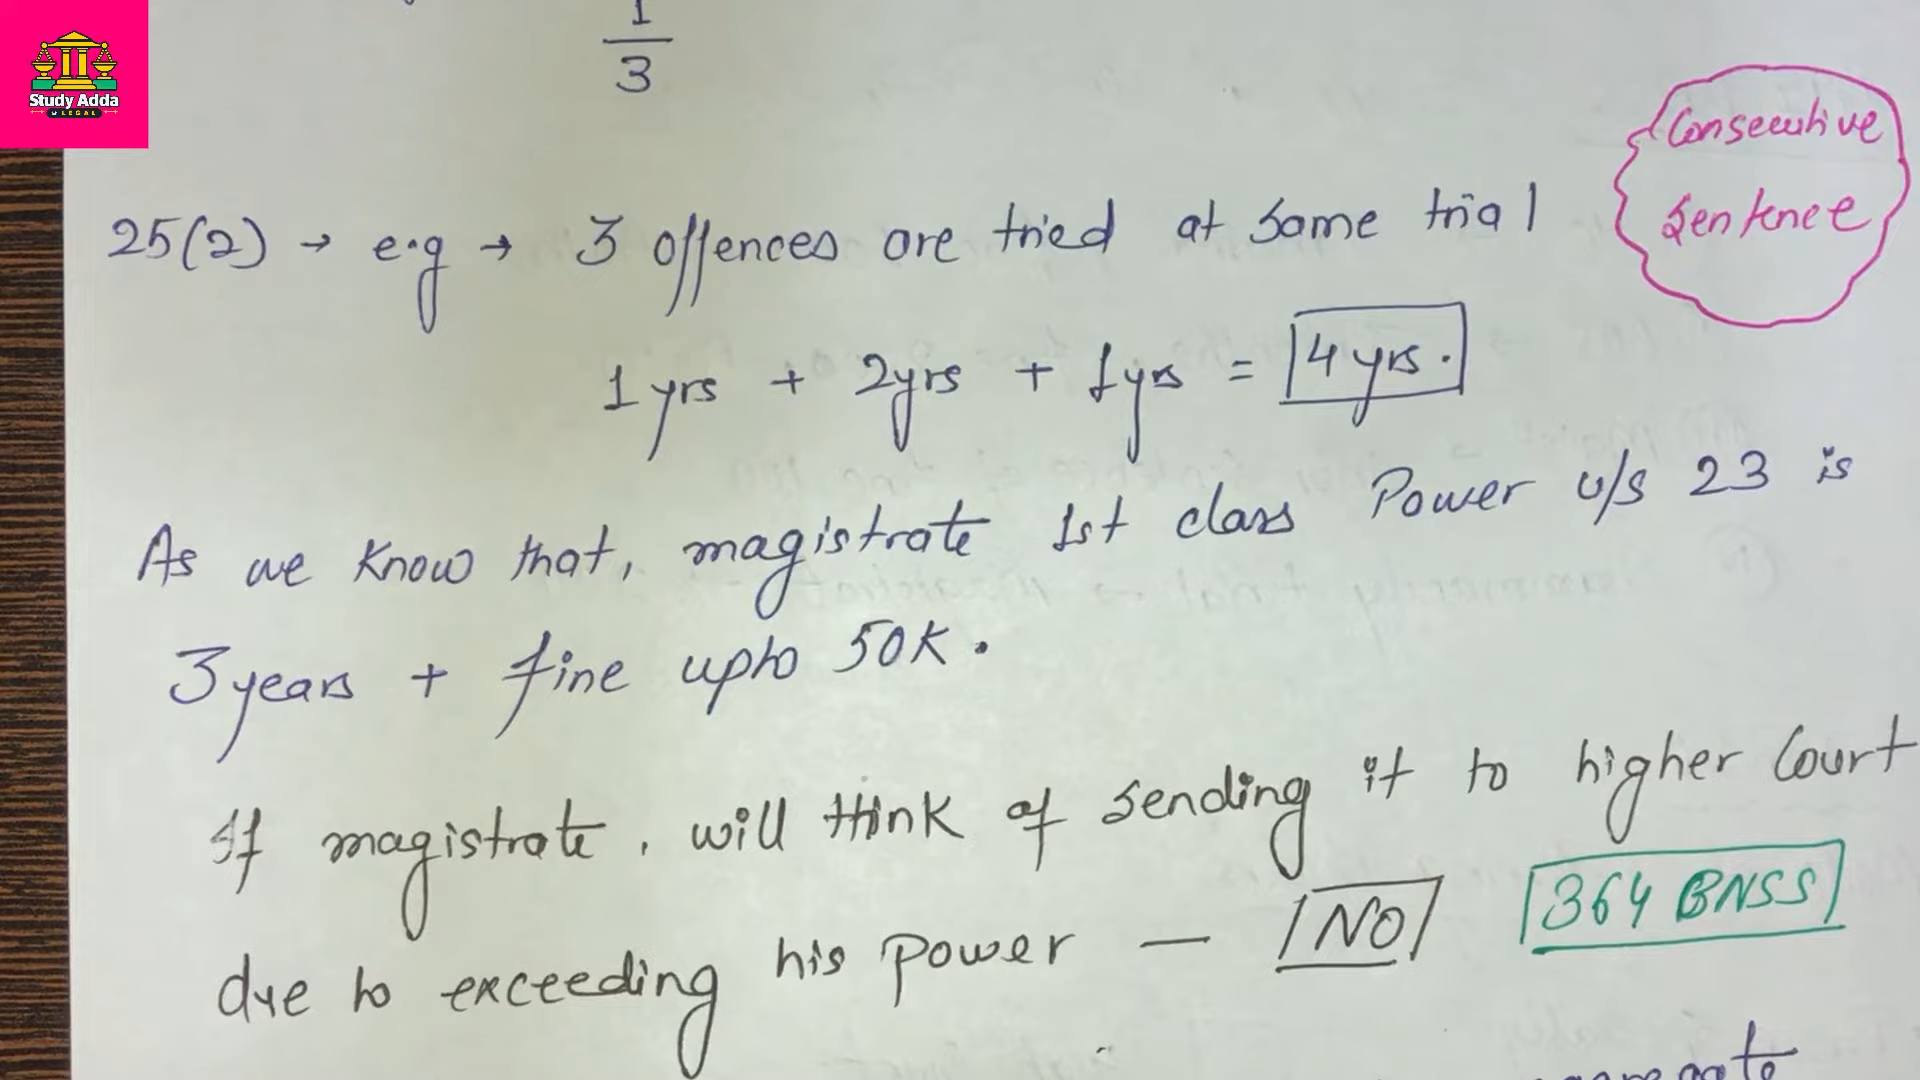 1
3
Study Adda
LEGAL
Consecutive
Sentence
25(2) → e.g → 3 offences are tried at same trial
1 yrs + 2yrs + 1yrs = 4 yrs.
As we know that, magistrate 1st class Power u/s 23 is
3 years + fine upto 50K.
If magistrate, will think of sending it to higher Court
364 BNSS
due to exceeding his power — NO